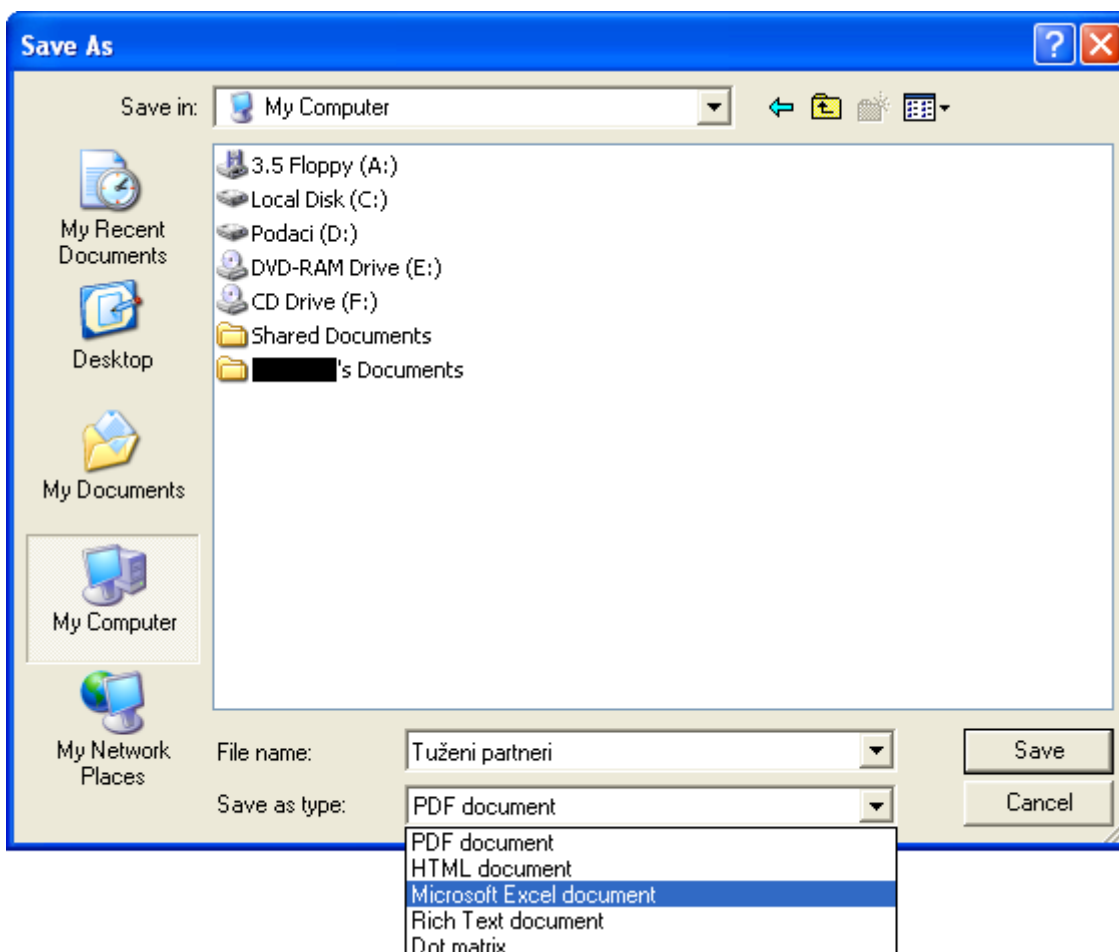 Save As
Save in:
My Computer
3.5 Floppy (A:)
Local Disk (C:)
Podaci (D:)
DVD-RAM Drive (E:)
CD Drive (F:)
Shared Documents
's Documents
My Recent
Documents
Desktop
My Documents
My Computer
My Network
Places
File name:
Tuženi partneri
Save
Save as type:
PDF document
Cancel
PDF document
HTML document
Microsoft Excel document
Rich Text document
Dot matrix